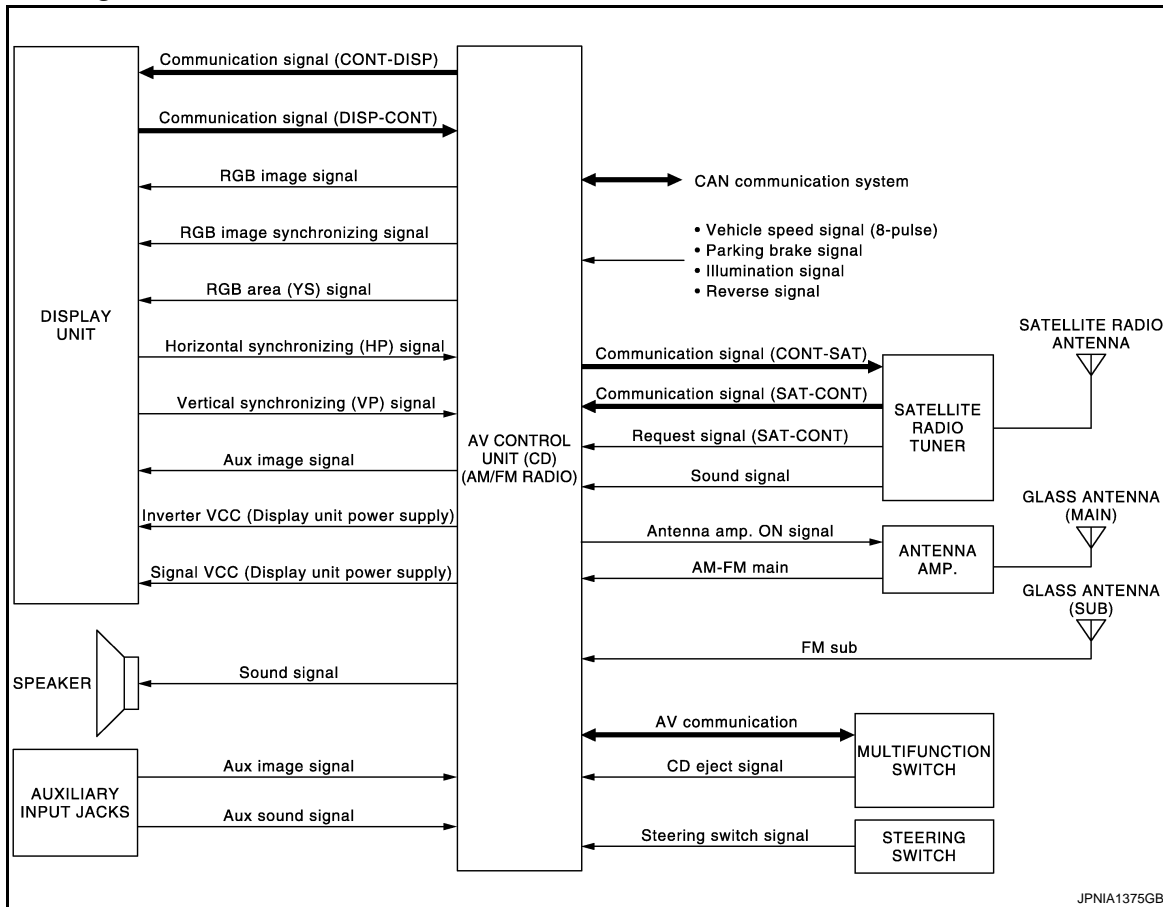 Communication signal (CONT-DISP)
Communication signal (DISP-CONT)
RGB image signal
RGB image synchronizing signal
RGB area (YS) signal
DISPLAY
UNIT
Horizontal synchronizing (HP) signal
Vertical synchronizing (VP) signal
Aux image signal
Inverter VCC (Display unit power supply)
Signal VCC (Display unit power supply)
SPEAKER
Sound signal
AUXILIARY
INPUT JACKS
Aux image signal
Aux sound signal
AV CONTROL
UNIT (CD)
(AM/FM RADIO)
CAN communication system
• Vehicle speed signal (8-pulse)
• Parking brake signal
• Illumination signal
• Reverse signal
SATELLITE RADIO
ANTENNA
Communication signal (CONT-SAT)
Communication signal (SAT-CONT)
Request signal (SAT-CONT)
Sound signal
SATELLITE
RADIO
TUNER
GLASS ANTENNA
(MAIN)
Antenna amp. ON signal
AM-FM main
ANTENNA
AMP.
GLASS ANTENNA
(SUB)
FM sub
AV communication
CD eject signal
MULTIFUNCTION
SWITCH
Steering switch signal
STEERING
SWITCH
JPNIA1375GB